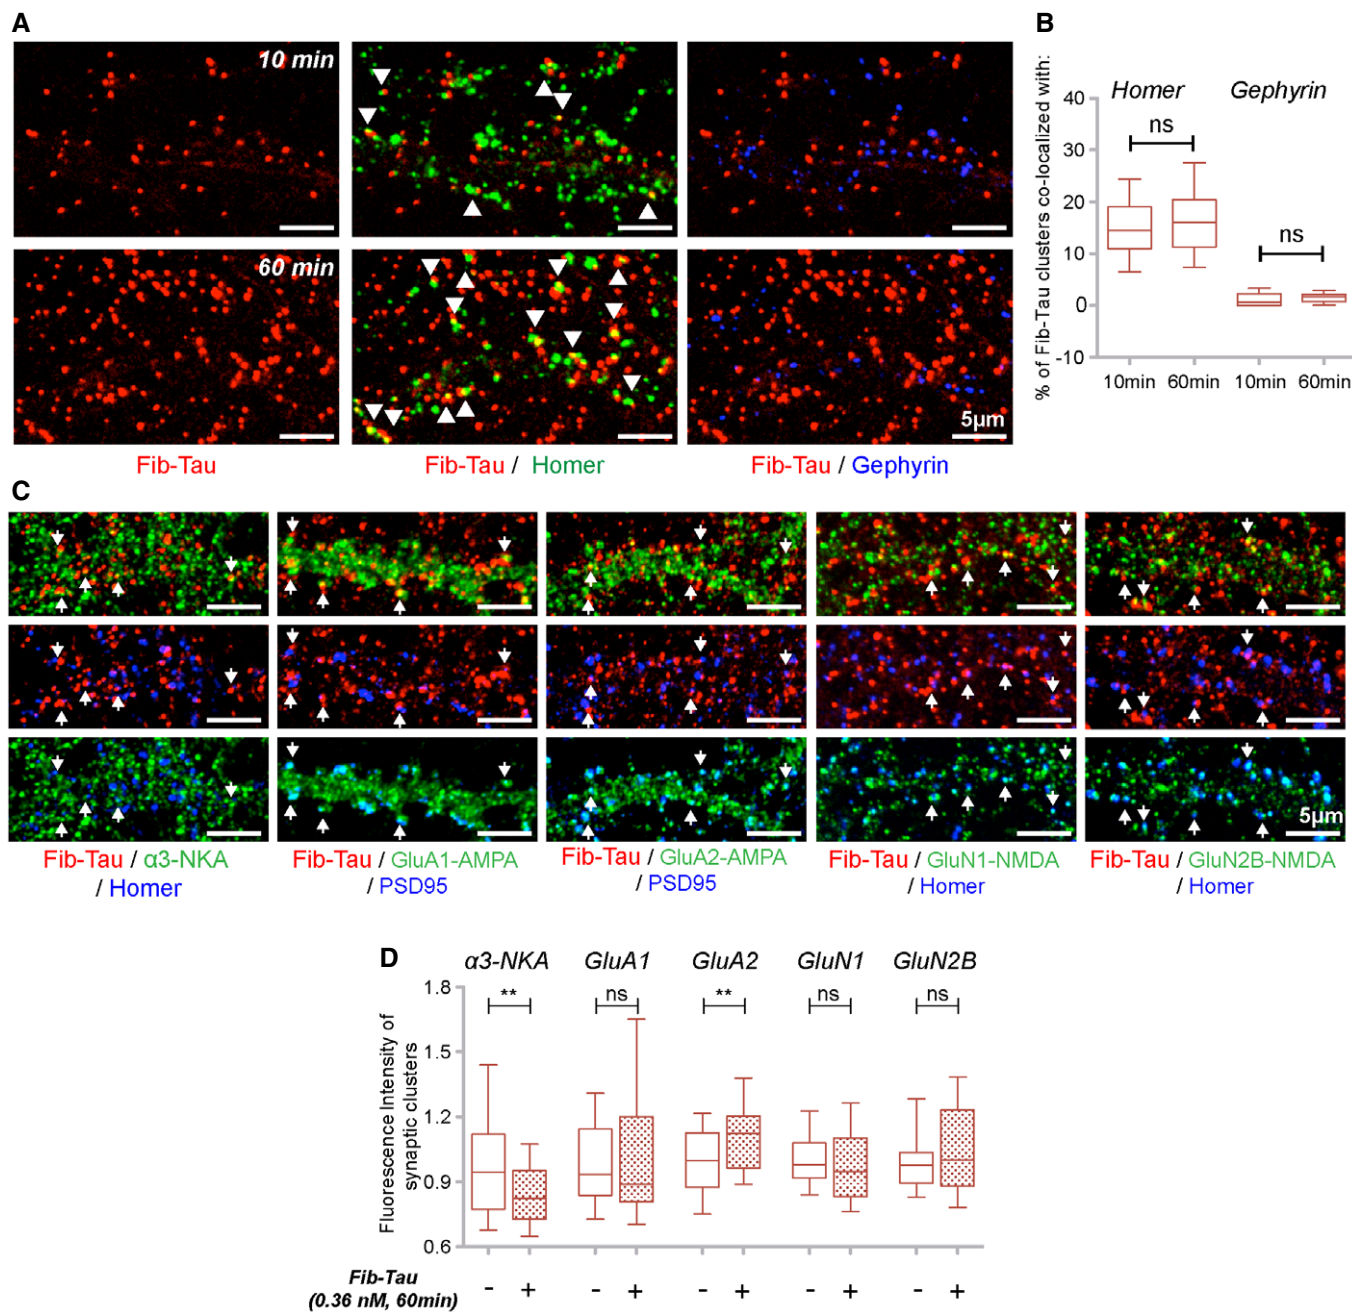 A
10 min
60 min
5µm
Fib-Tau
Fib-Tau / Homer
Fib-Tau / Gephyrin
B
% of Fib-Tau clusters co-localized with:
Homer Gephyrin
40
30
20
10
0
-10
ns
ns
10min 60min 10min 60min
C
5µm
Fib-Tau / α3-NKA
/ Homer
Fib-Tau / GluA1-AMPA
/ PSD95
Fib-Tau / GluA2-AMPA
/ PSD95
Fib-Tau / GluN1-NMDA
/ Homer
Fib-Tau / GluN2B-NMDA
/ Homer
D
α3-NKA GluA1 GluA2 GluN1 GluN2B
** ns ** ns ns
Fluorescence Intensity of
synaptic clusters
1.8
1.5
1.2
0.9
0.6
Fib-Tau
(0.36 nM, 60min)
- + - + - + - + - +